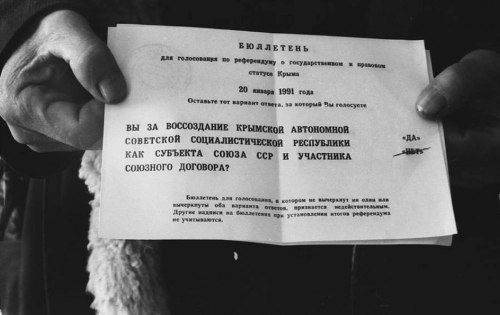 БЮЛЛЕТЕНЬ
для голосования по референдуму о государственном и правовом
статусе Крыма
20 января 1991 года
Оставьте тот вариант ответа, за который Вы голосуете
ВЫ ЗА ВОССОЗДАНИЕ КРЫМСКОЙ АВТОНОМНОЙ «ДА»
СОВЕТСКОЙ СОЦИАЛИСТИЧЕСКОЙ РЕСПУБЛИКИ «НЕТ»
КАК СУБЪЕКТА СОЮЗА ССР И УЧАСТНИКА
СОЮЗНОГО ДОГОВОРА?
Бюллетень для голосования, в котором не вычеркнут ни один или
вычеркнуты оба варианта ответов, признается недействительным.
Другие надписи на бюллетени при установлении итогов референдума
не учитываются.